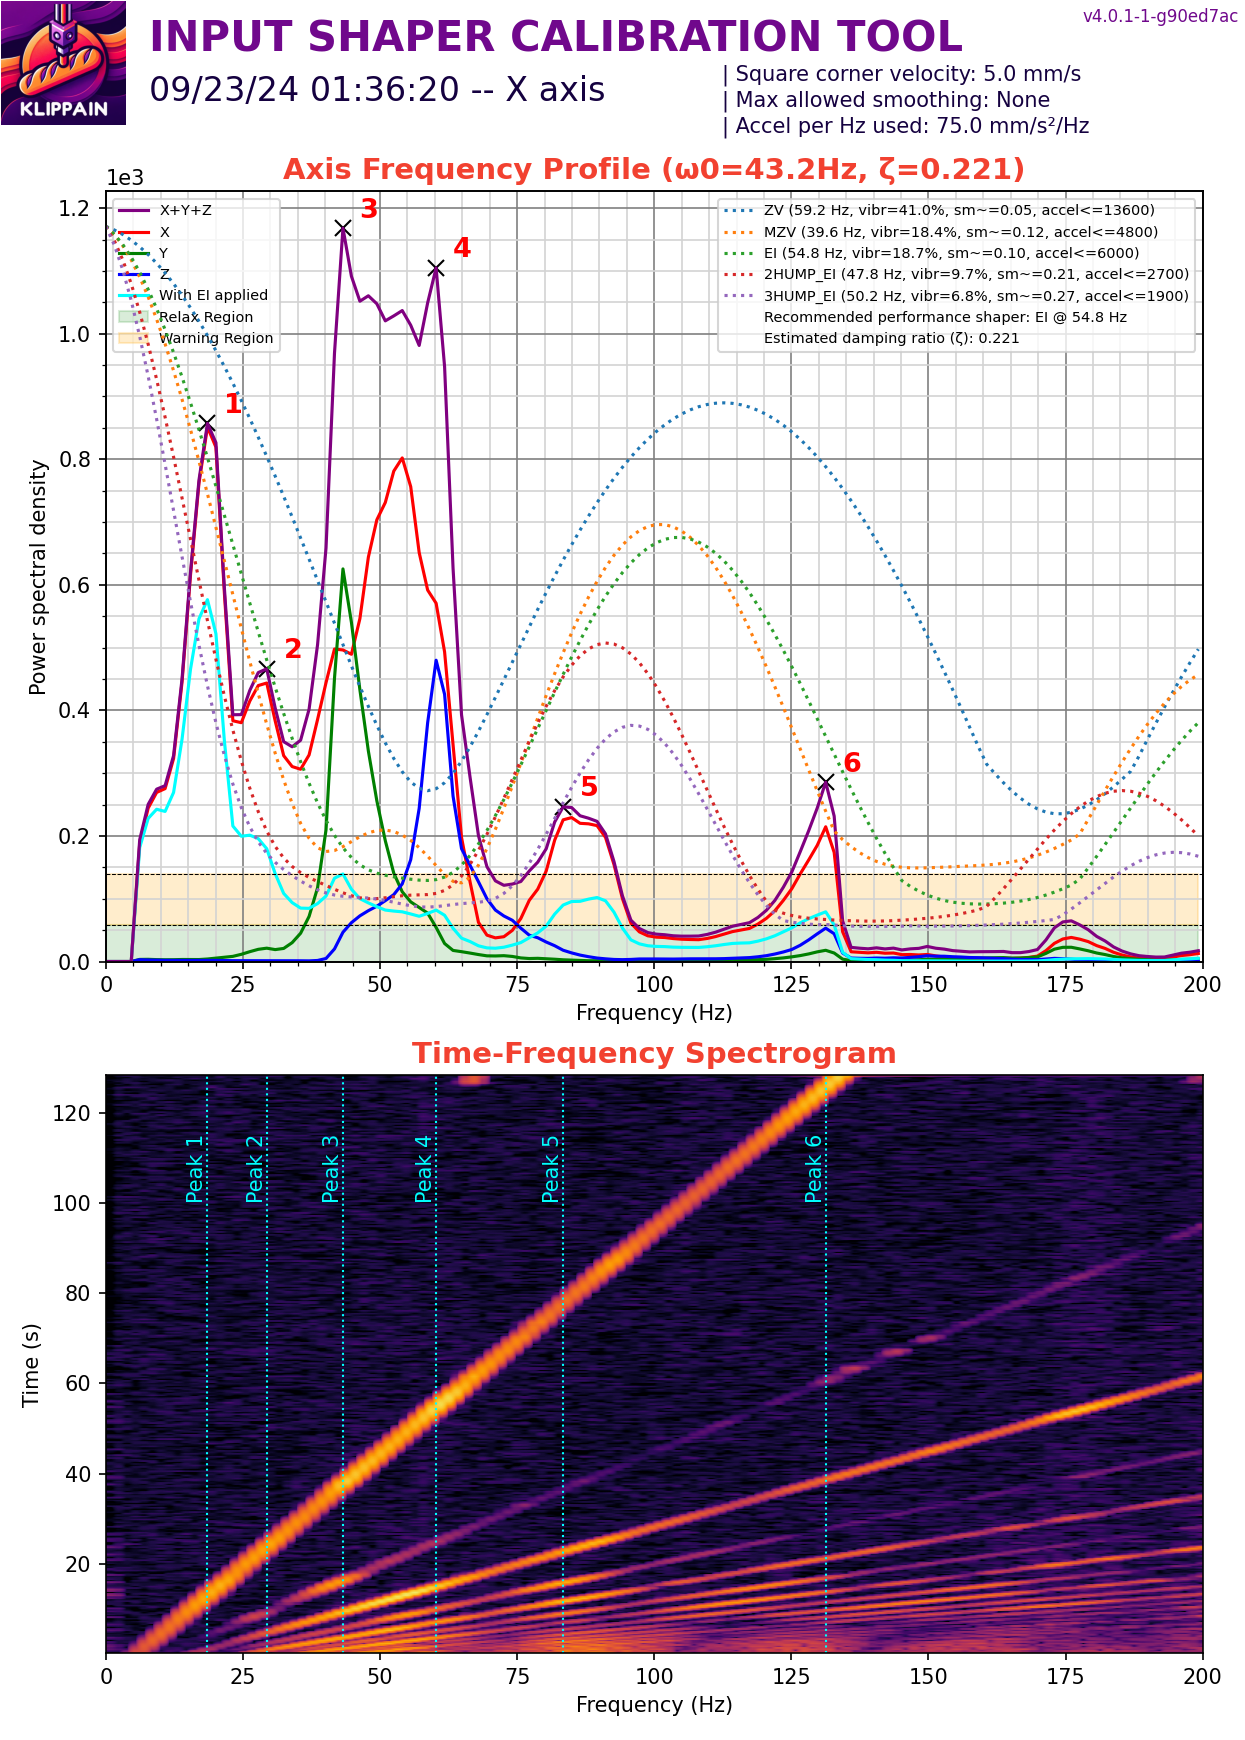 v4.0.1-1-g90ed7ac
INPUT SHAPER CALIBRATION TOOL
KLIPPAIN
09/23/24 01:36:20 -- X axis
| Square corner velocity: 5.0 mm/s
| Max allowed smoothing: None
| Accel per Hz used: 75.0 mm/s²/Hz
Axis Frequency Profile (ω0=43.2Hz, ζ=0.221)
1e3
X+Y+Z
X
Y
Z
With EI applied
Relax Region
Warning Region
ZV (59.2 Hz, vibr=41.0%, sm~=0.05, accel<=13600)
MZV (39.6 Hz, vibr=18.4%, sm~=0.12, accel<=4800)
EI (54.8 Hz, vibr=18.7%, sm~=0.10, accel<=6000)
2HUMP_EI (47.8 Hz, vibr=9.7%, sm~=0.21, accel<=2700)
3HUMP_EI (50.2 Hz, vibr=6.8%, sm~=0.27, accel<=1900)
Recommended performance shaper: EI @ 54.8 Hz
Estimated damping ratio (ζ): 0.221
1
2
3
4
5
6
Power spectral density
1.2
1.0
0.8
0.6
0.4
0.2
0.0
0 25 50 75 100 125 150 175 200
Frequency (Hz)
Time-Frequency Spectrogram
Time (s)
120
100
80
60
40
20
Peak 1
Peak 2
Peak 3
Peak 4
Peak 5
Peak 6
0 25 50 75 100 125 150 175 200
Frequency (Hz)